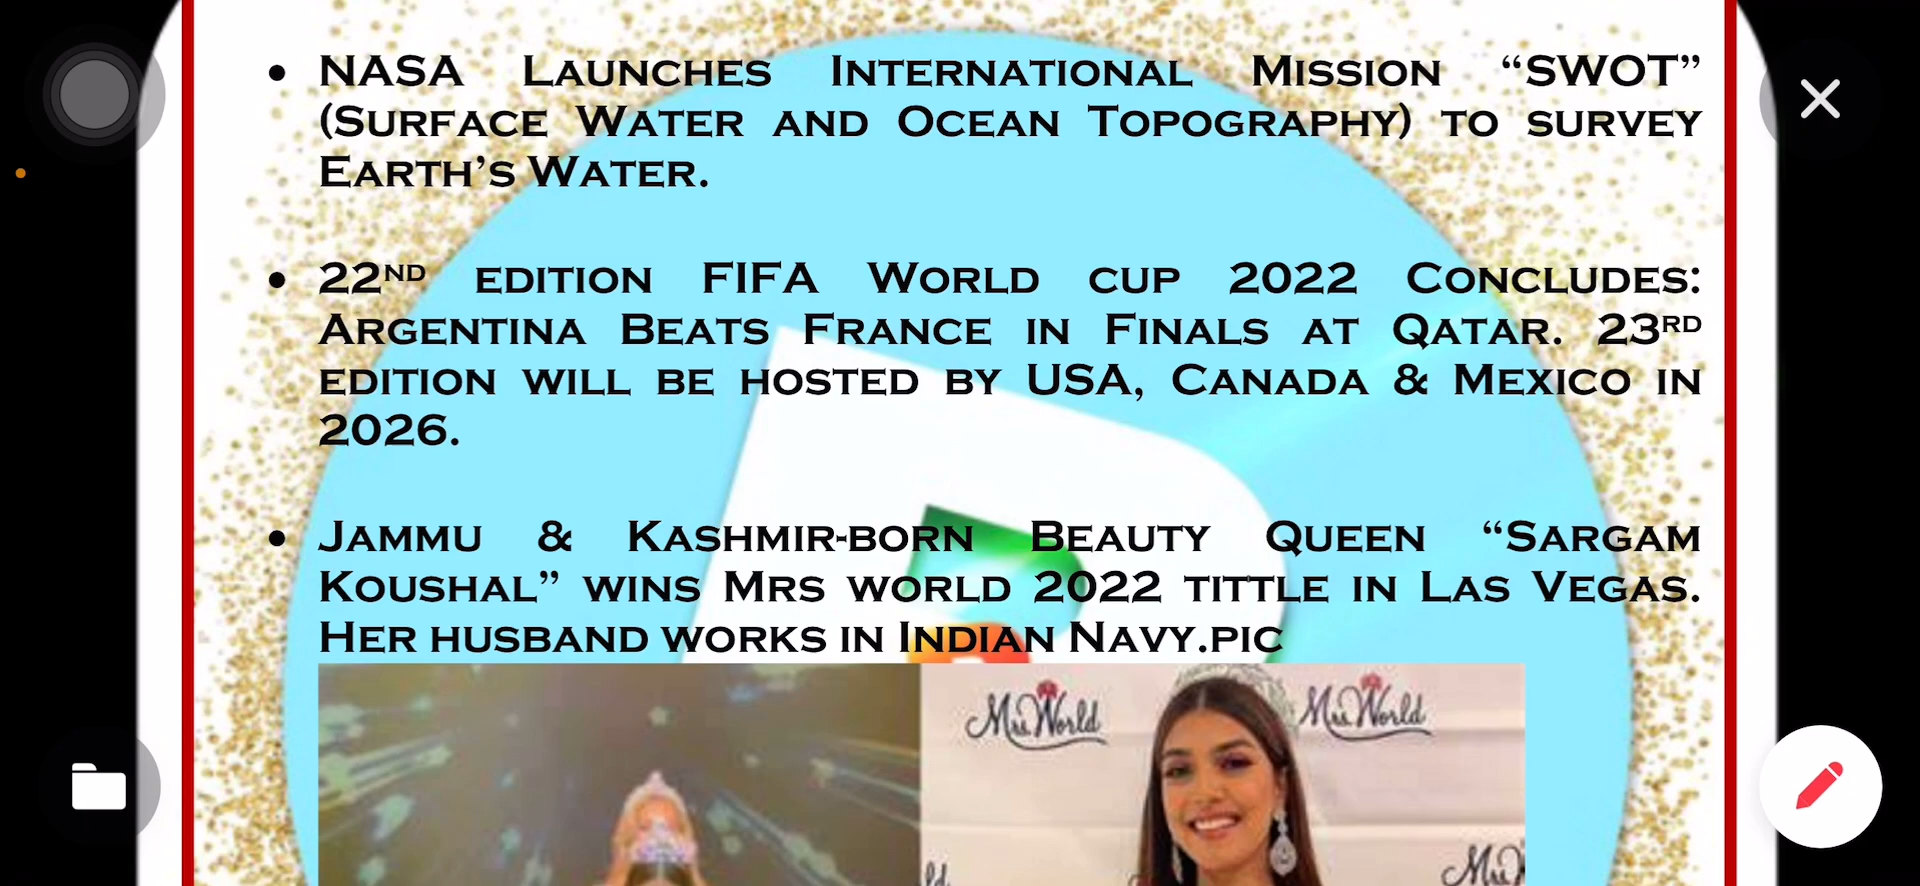 • NASA Launches International Mission “SWOT”
(Surface Water and Ocean Topography) to survey
Earth’s Water.
• 22ND edition FIFA World cup 2022 Concludes:
Argentina Beats France in Finals at Qatar. 23RD
edition will be hosted by USA, Canada & Mexico in
2026.
• Jammu & Kashmir-born Beauty Queen “Sargam
Koushal” wins Mrs world 2022 tittle in Las Vegas.
Her husband works in Indian Navy.pic
Mrs World Mrs World